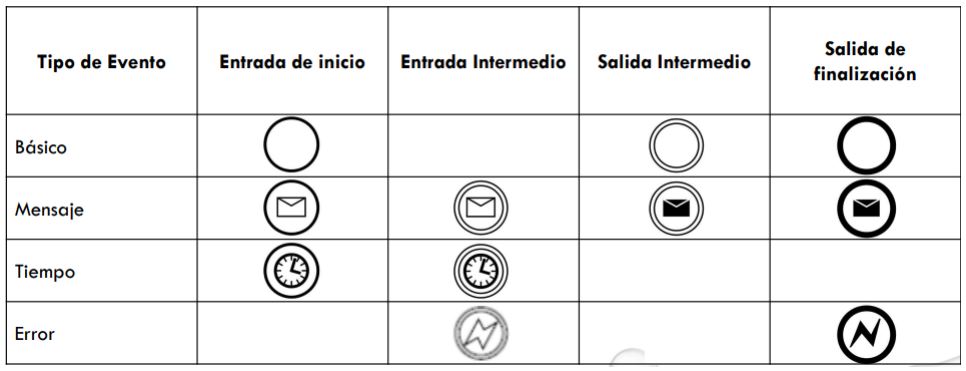 Tipo de Evento
Entrada de inicio
Entrada Intermedio
Salida Intermedio
Salida de
finalización
Básico
Mensaje
Tiempo
Error